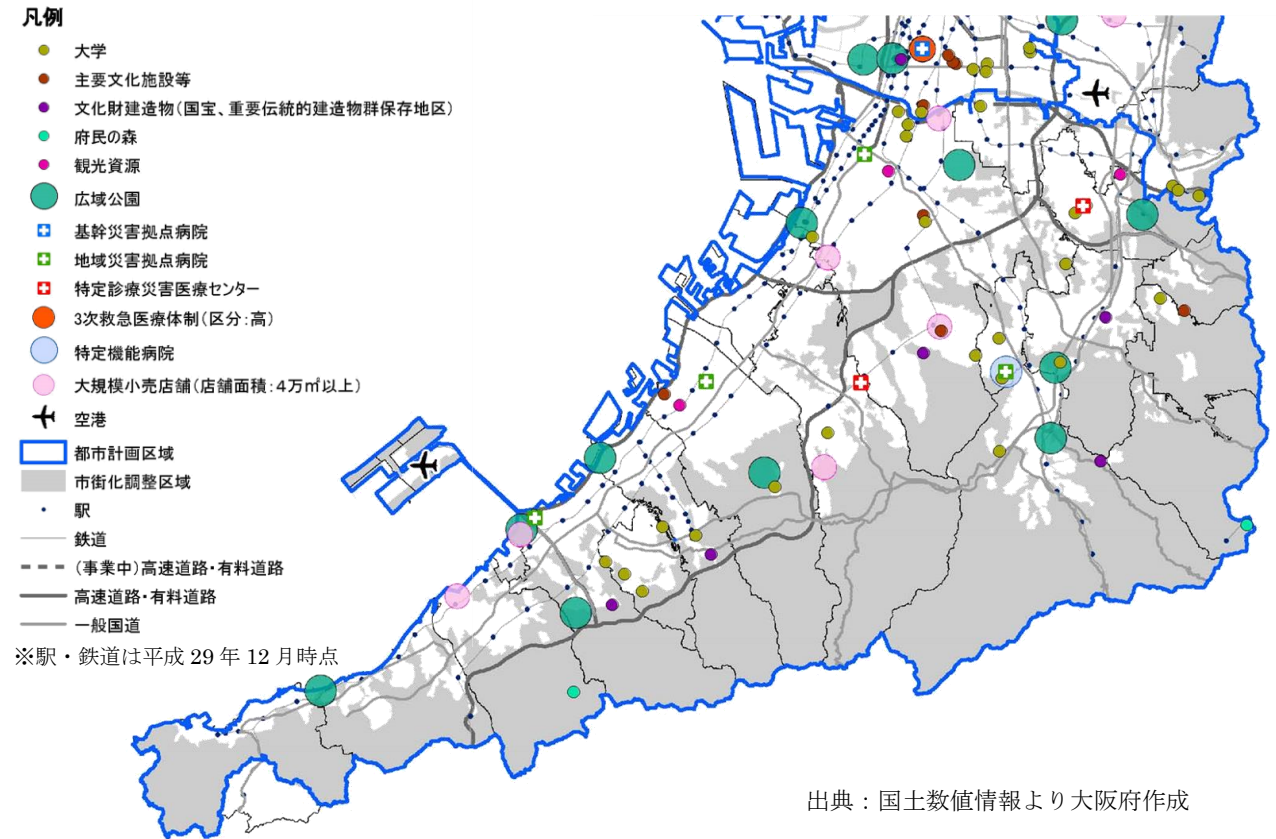 凡例
大学
主要文化施設等
文化財建造物(国宝、重要伝統的建造物群保存地区)
府民の森
観光資源
広域公園
基幹災害拠点病院
地域災害拠点病院
特定診療災害医療センター
3次救急医療体制(区分:高)
特定機能病院
大規模小売店舗(店舗面積:4万㎡以上)
空港
都市計画区域
市街化調整区域
駅
鉄道
(事業中)高速道路・有料道路
高速道路・有料道路
一般国道
※駅・鉄道は平成 29 年 12 月時点
出典:国土数値情報より大阪府作成